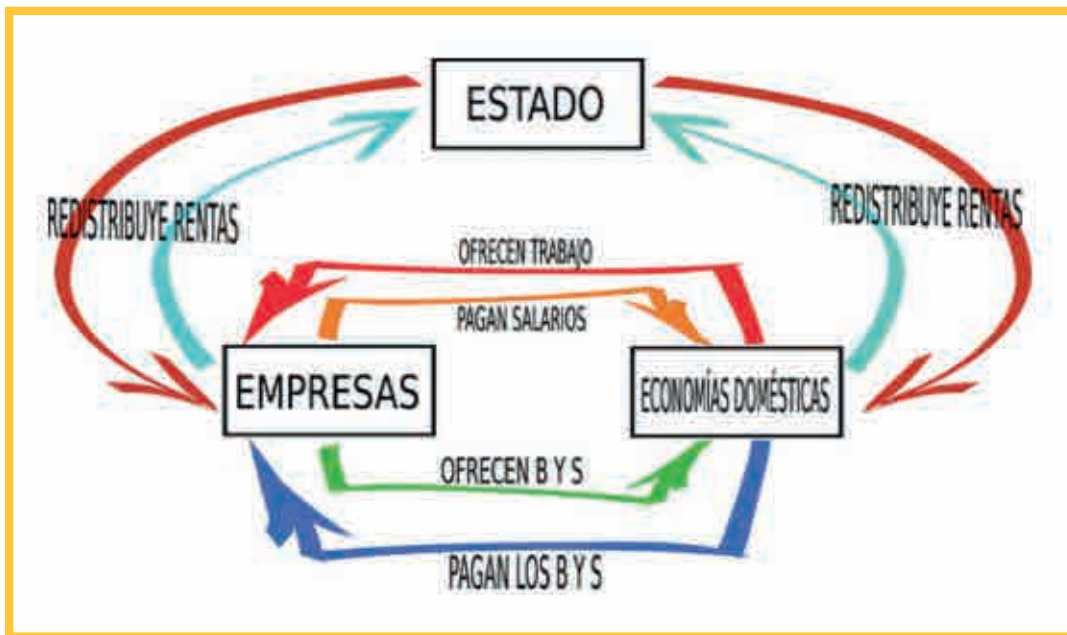 ESTADO
REDISTRIBUYE RENTAS
REDISTRIBUYE RENTAS
OFRECEN TRABAJO
PAGAN SALARIOS
EMPRESAS
ECONOMÍAS DOMÉSTICAS
OFRECEN B Y S
PAGAN LOS B Y S